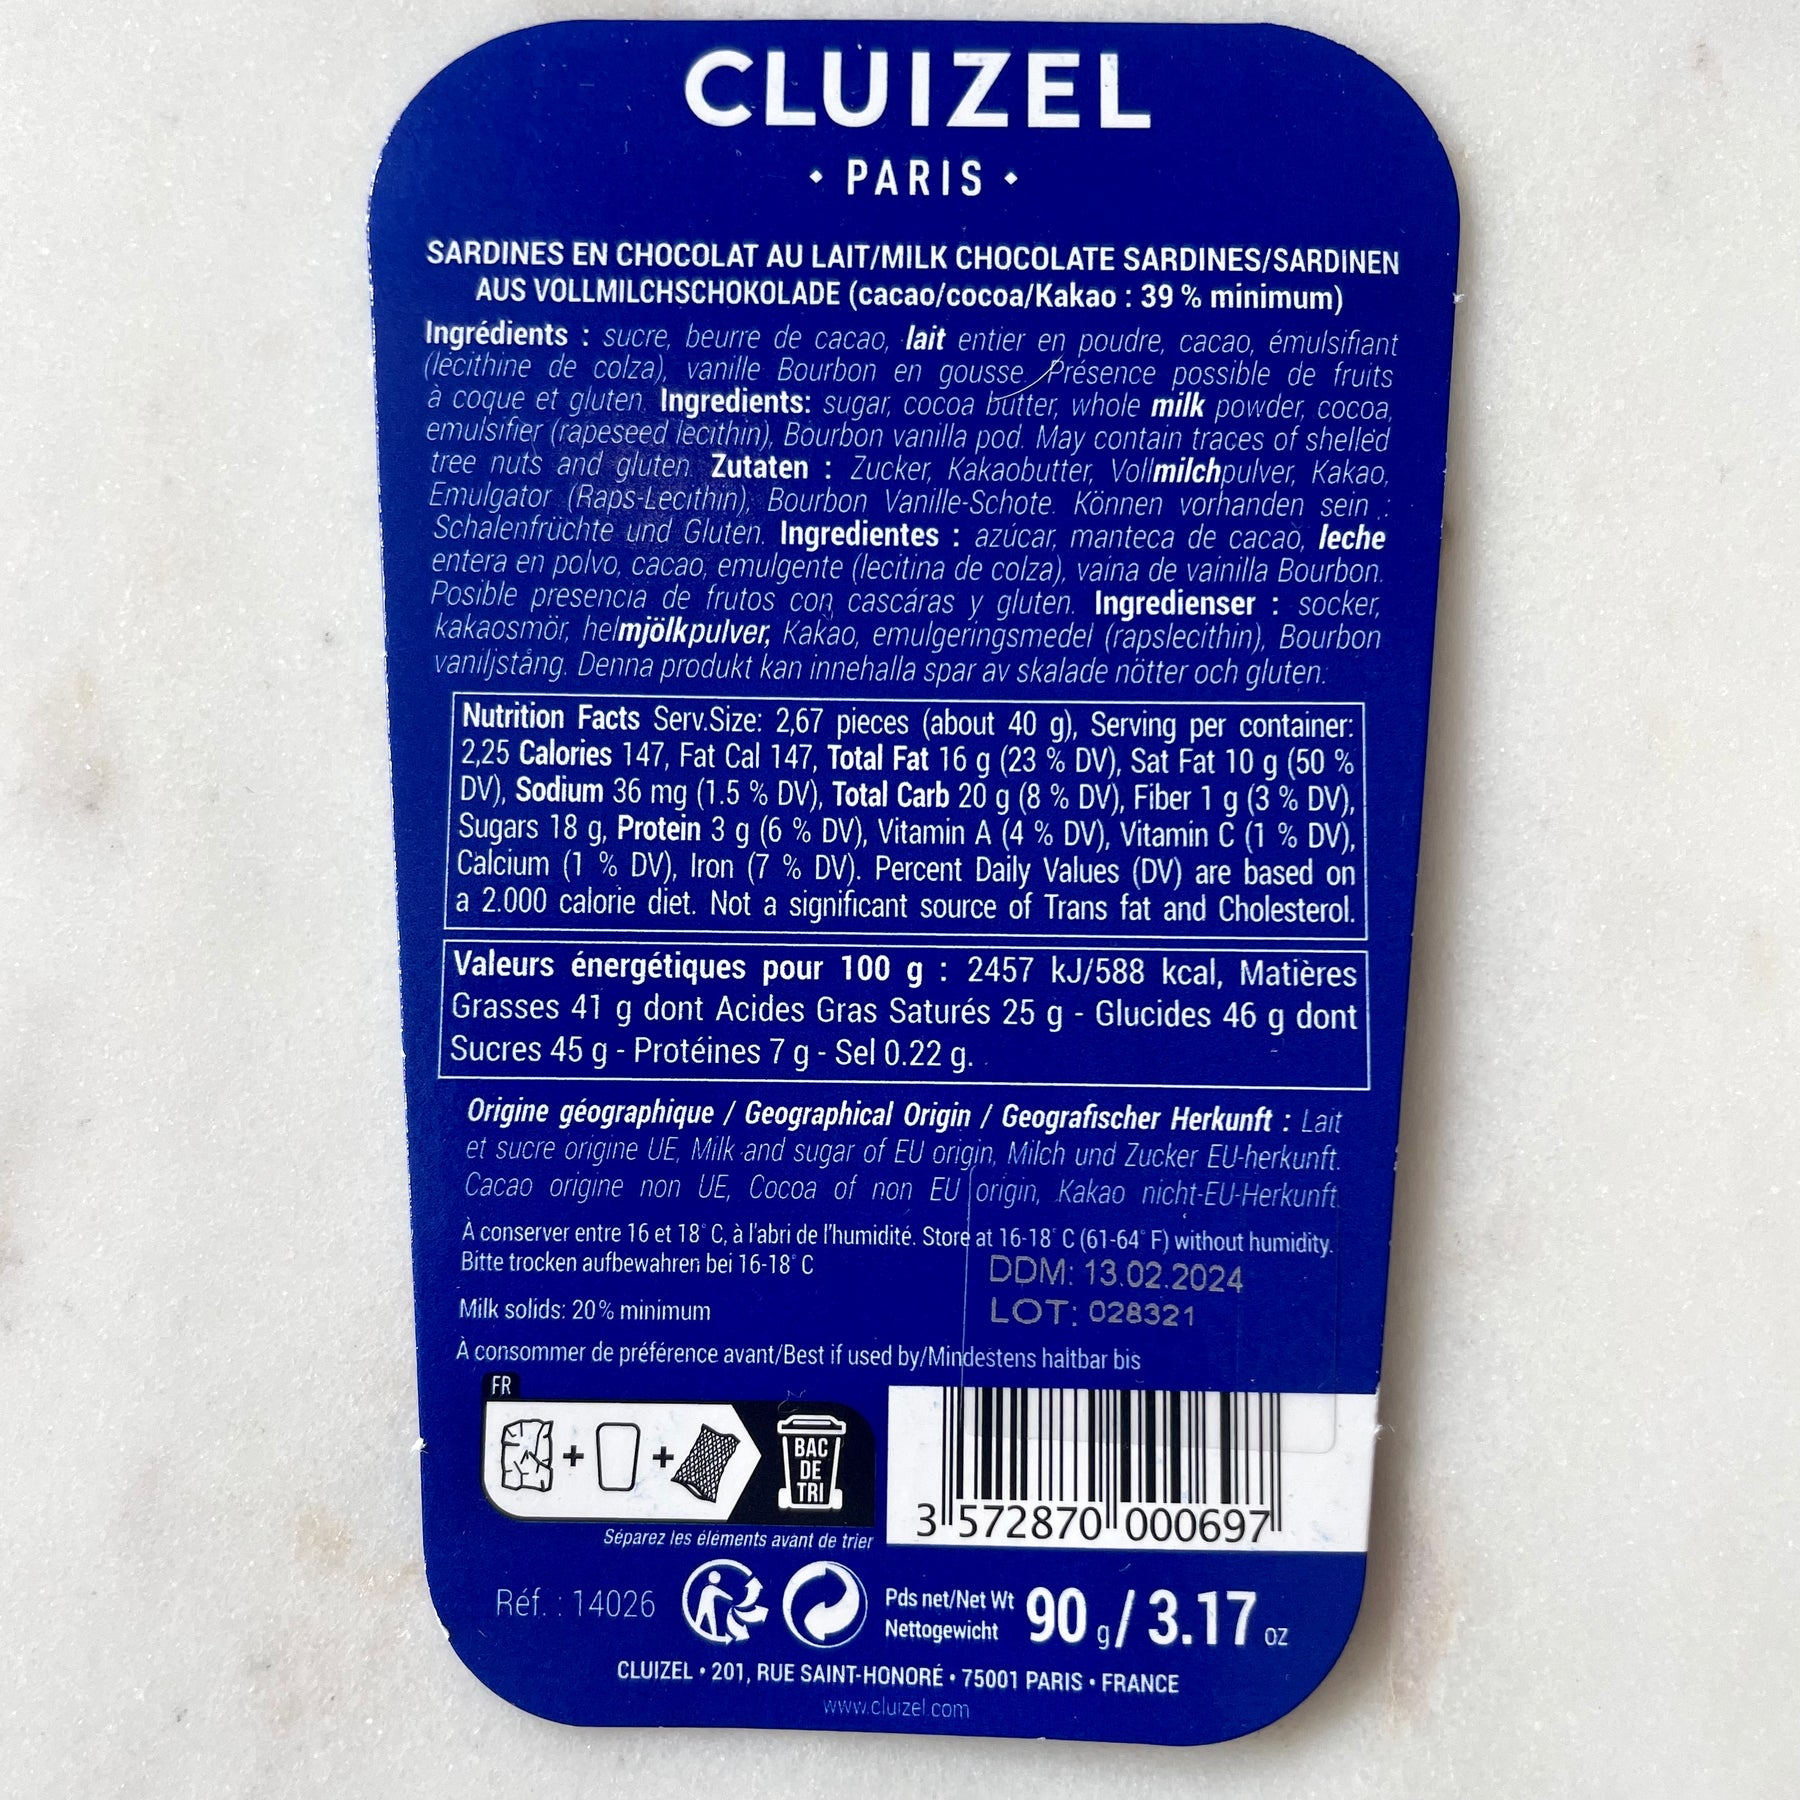 CLUIZEL
• PARIS •
SARDINES EN CHOCOLAT AU LAIT/MILK CHOCOLATE SARDINES/SARDINEN
AUS VOLLMILCHSCHOKOLADE (cacao/cocoa/Kakao : 39 % minimum)
Ingrédients : sucre, beurre de cacao, lait entier en poudre, cacao, émulsifiant
(lécithine de colza), vanille Bourbon en gousse. Présence possible de fruits
à coque et gluten. Ingredients: sugar, cocoa butter, whole milk powder, cocoa,
emulsifier (rapeseed lecithin), Bourbon vanilla pod. May contain traces of shelled
tree nuts and gluten. Zutaten : Zucker, Kakaobutter, Vollmilchpulver, Kakao,
Emulgator (Raps-Lecithin), Bourbon Vanille-Schote. Können vorhanden sein :
Schalenfrüchte und Gluten. Ingredientes : azúcar, manteca de cacao, leche
entera en polvo, cacao, emulgente (lecitina de colza), vaina de vainilla Bourbon.
Posible presencia de frutos con cascáras y gluten. Ingredienser : socker,
kakaosmör, helmjölkpulver, Kakao, emulgeringsmedel (rapslecithin), Bourbon
vaniljstång. Denna produkt kan innehalla spar av skalade nötter och gluten.
Nutrition Facts Serv.Size: 2,67 pieces (about 40 g), Serving per container:
2,25 Calories 147, Fat Cal 147, Total Fat 16 g (23 % DV), Sat Fat 10 g (50 %
DV), Sodium 36 mg (1.5 % DV), Total Carb 20 g (8 % DV), Fiber 1 g (3 % DV),
Sugars 18 g, Protein 3 g (6 % DV), Vitamin A (4 % DV), Vitamin C (1 % DV),
Calcium (1 % DV), Iron (7 % DV). Percent Daily Values (DV) are based on
a 2.000 calorie diet. Not a significant source of Trans fat and Cholesterol.
Valeurs énergétiques pour 100 g : 2457 kJ/588 kcal, Matières
Grasses 41 g dont Acides Gras Saturés 25 g - Glucides 46 g dont
Sucres 45 g - Protéines 7 g - Sel 0.22 g.
Origine géographique / Geographical Origin / Geografischer Herkunft : Lait
et sucre origine UE, Milk and sugar of EU origin, Milch und Zucker EU-herkunft.
Cacao origine non UE, Cocoa of non EU origin, Kakao nicht-EU-Herkunft.
À conserver entre 16 et 18° C, à l'abri de l'humidité. Store at 16-18° C (61-64° F) without humidity.
Bitte trocken aufbewahren bei 16-18° C
DDM: 13.02.2024
Milk solids: 20% minimum
LOT: 028321
À consommer de préférence avant/Best if used by/Mindestens haltbar bis
FR
BAC
DE
TRI
3 572870 000697
Séparez les éléments avant de trier
Réf. : 14026
Pds net/Net Wt 90 g / 3.17 oz
Nettogewicht
CLUIZEL • 201, RUE SAINT-HONORÉ • 75001 PARIS • FRANCE
www.cluizel.com